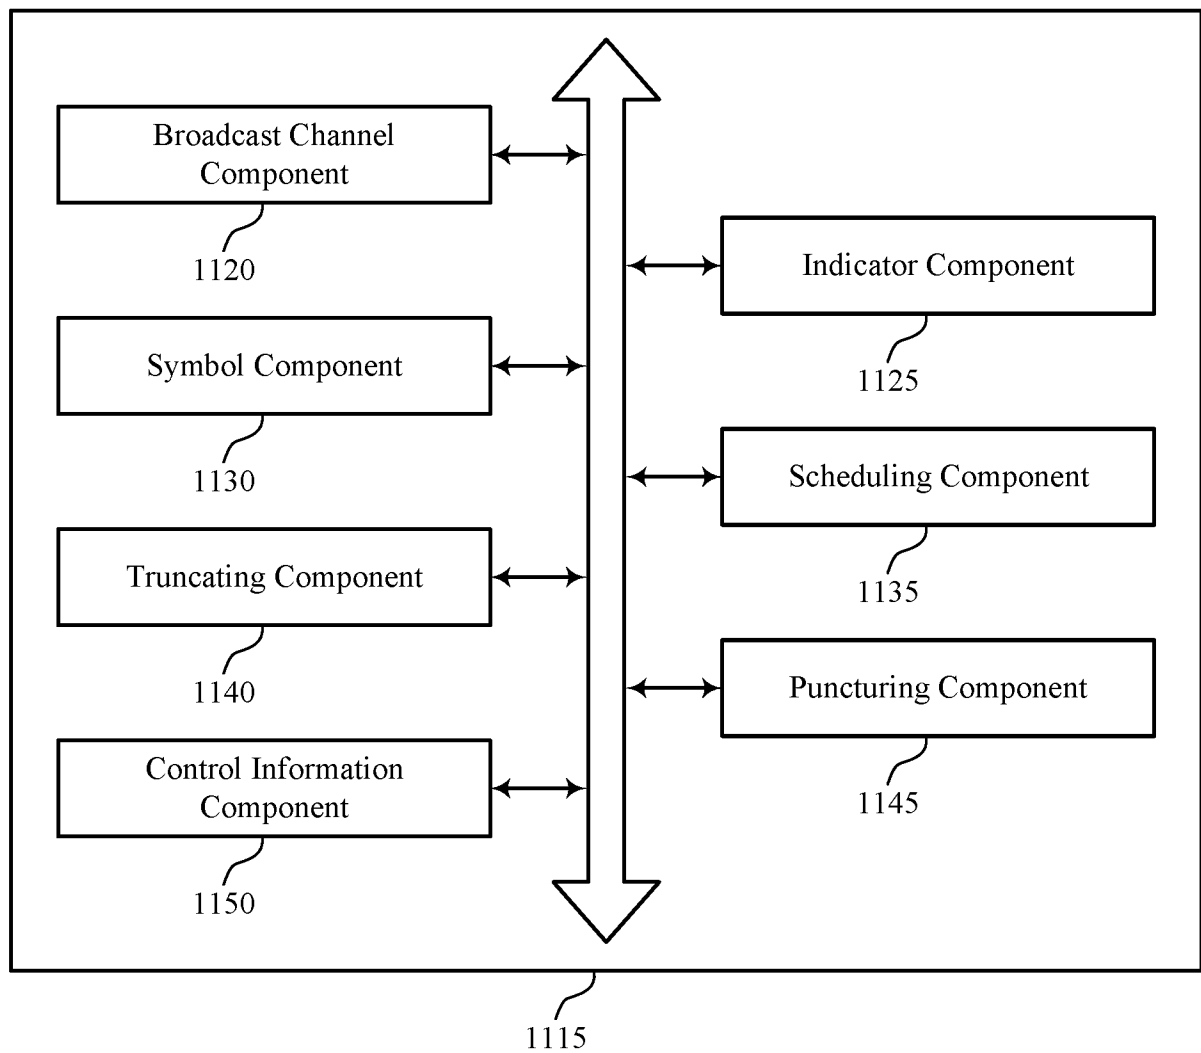 Broadcast Channel
Component
1120
Indicator Component
1125
Symbol Component
1130
Scheduling Component
1135
Truncating Component
1140
Puncturing Component
1145
Control Information
Component
1150
1115